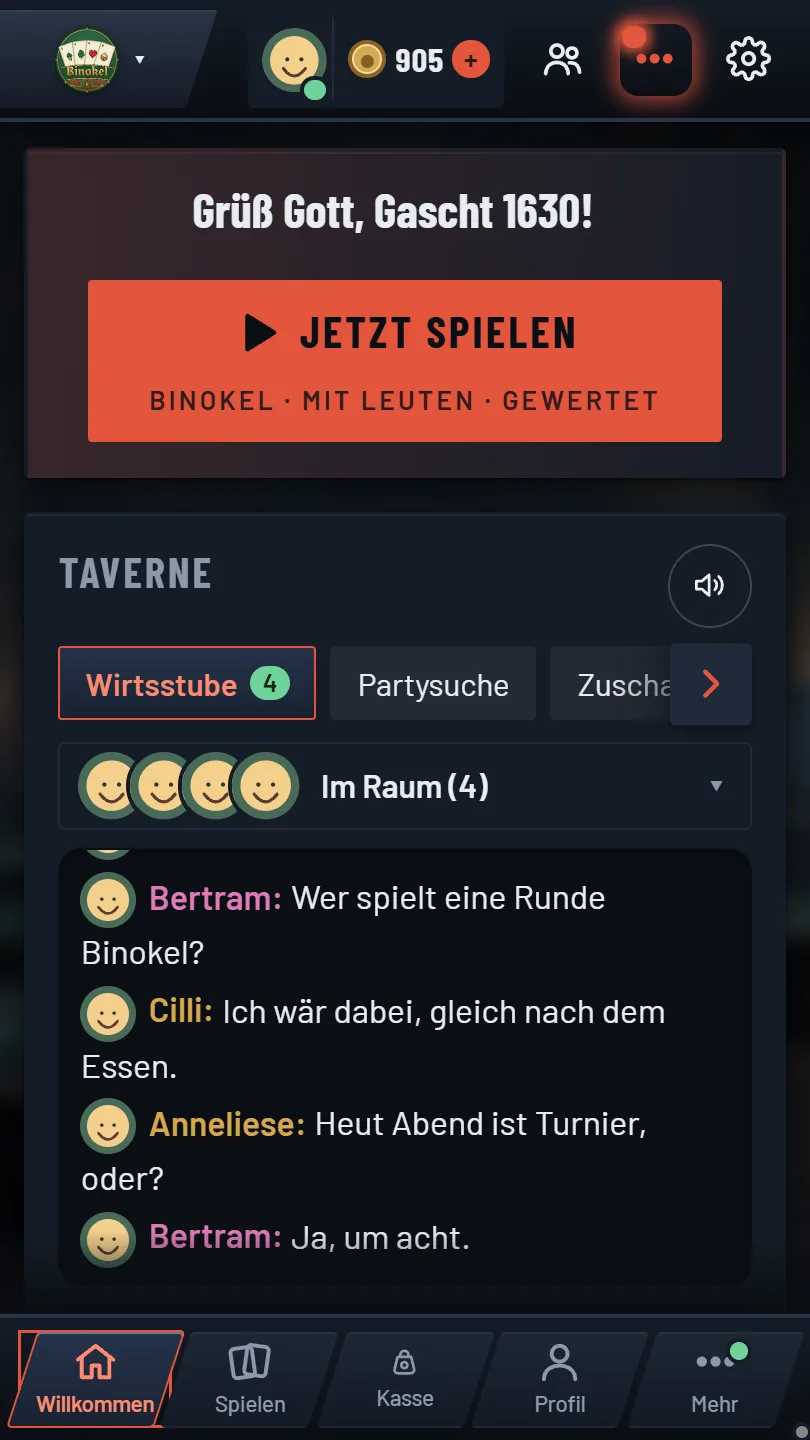 Binokel
905
Grüß Gott, Gascht 1630!
JETZT SPIELEN
BINOKEL · MIT LEUTEN · GEWERTET
TAVERNE
Wirtsstube 4
Partysuche
Zuscha
Im Raum (4)
Bertram: Wer spielt eine Runde
Binokel?
Cilli: Ich wär dabei, gleich nach dem
Essen.
Anneliese: Heut Abend ist Turnier,
oder?
Bertram: Ja, um acht.
Willkommen
Spielen
Kasse
Profil
Mehr